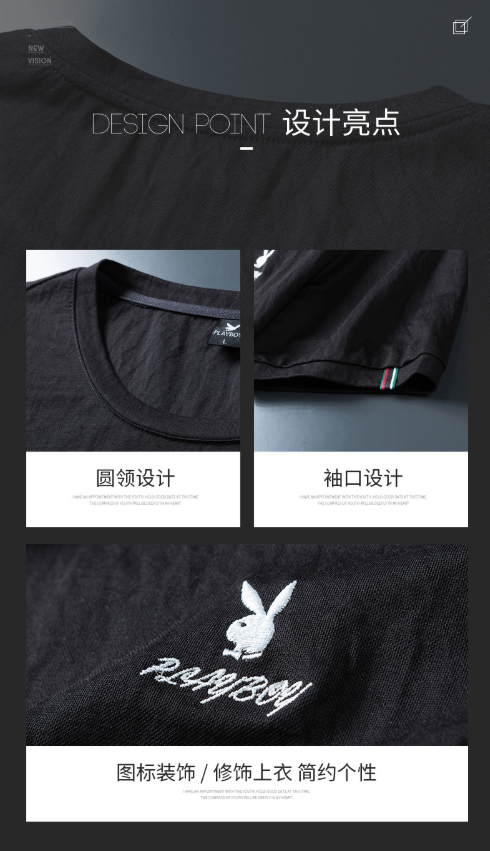 NEW
VISION
DESIGN POINT 设计亮点
PLAYBOY
L
圆领设计
I HAVE AN APPOINTMENT WITH THE YOUTH. HOLD GOOD DATE AT THIS TIME.
THE COMPASS OF YOUTH WILL BE DEEPLY IN MY HEART
袖口设计
I HAVE AN APPOINTMENT WITH THE YOUTH. HOLD GOOD DATE AT THIS TIME.
THE COMPASS OF YOUTH WILL BE DEEPLY IN MY HEART
PLAYBOY
图标装饰 / 修饰上衣 简约个性
I HAVE AN APPOINTMENT WITH THE YOUTH. HOLD GOOD DATE AT THIS TIME.
THE COMPASS OF YOUTH WILL BE DEEPLY IN MY HEART